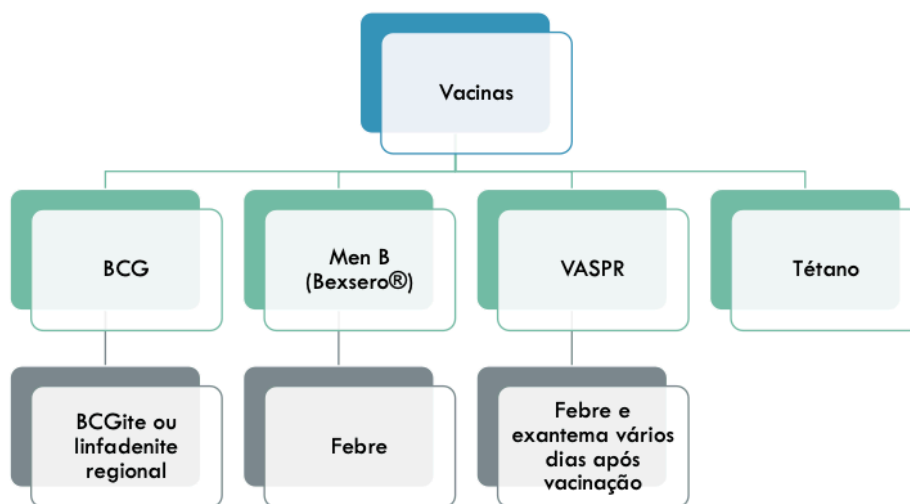 Vacinas
BCG
Men B
(Bexsero®)
VASPR
Tétano
BCGite ou
linfadenite
regional
Febre
Febre e
exantema vários
dias após
vacinação